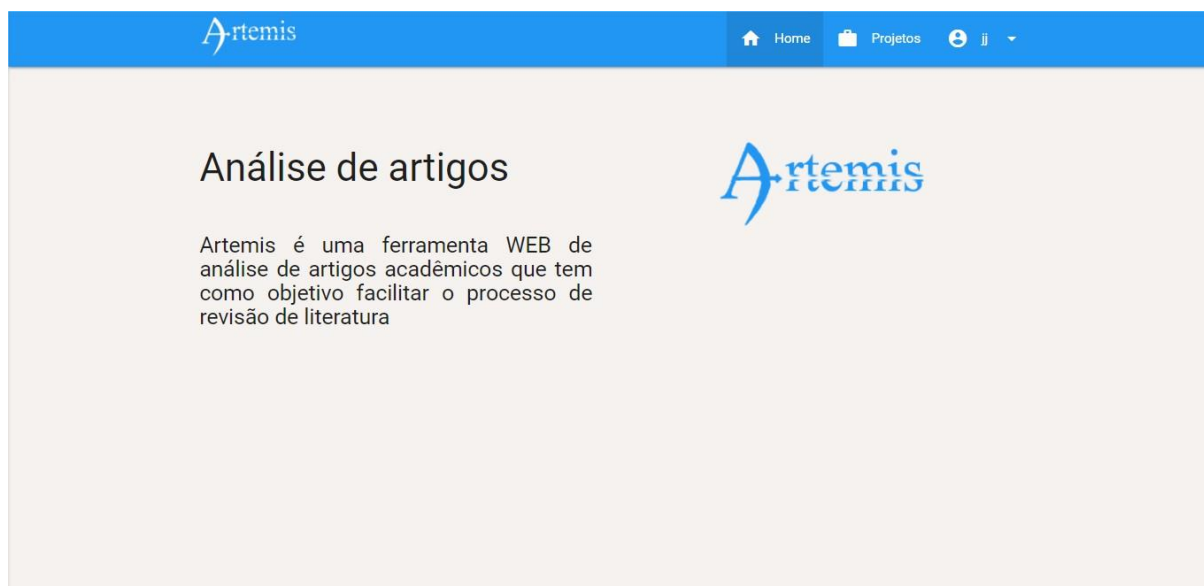 Artemis
Home Projetos jj
Análise de artigos
Artemis
Artemis é uma ferramenta WEB de
análise de artigos acadêmicos que tem
como objetivo facilitar o processo de
revisão de literatura